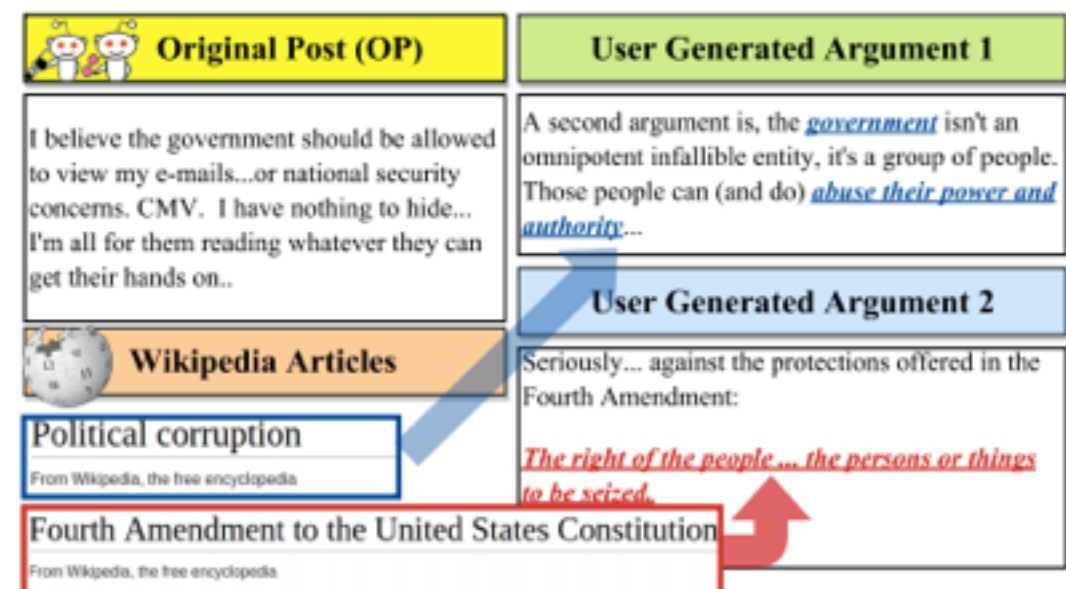 Original Post (OP)
I believe the government should be allowed
to view my e-mails...or national security
concerns. CMV.  I have nothing to hide...
I'm all for them reading whatever they can
get their hands on..
Wikipedia Articles
Political corruption
From Wikipedia, the free encyclopedia
Fourth Amendment to the United States Constitution
From Wikipedia, the free encyclopedia
User Generated Argument 1
A second argument is, the government isn't an
omnipotent infallible entity, it's a group of people.
Those people can (and do) abuse their power and
authority...
User Generated Argument 2
Seriously... against the protections offered in the
Fourth Amendment:
The right of the people ... the persons or things
to be seized.